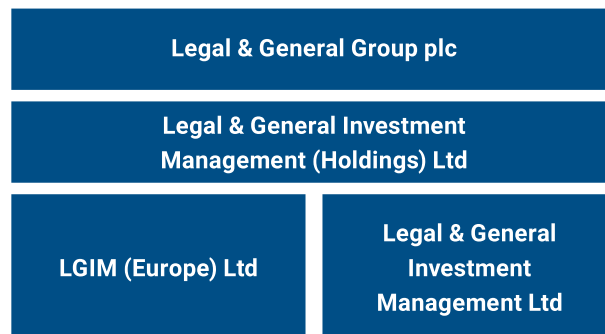 Legal & General Group plc
Legal & General Investment
Management (Holdings) Ltd
LGIM (Europe) Ltd
Legal & General
Investment
Management Ltd